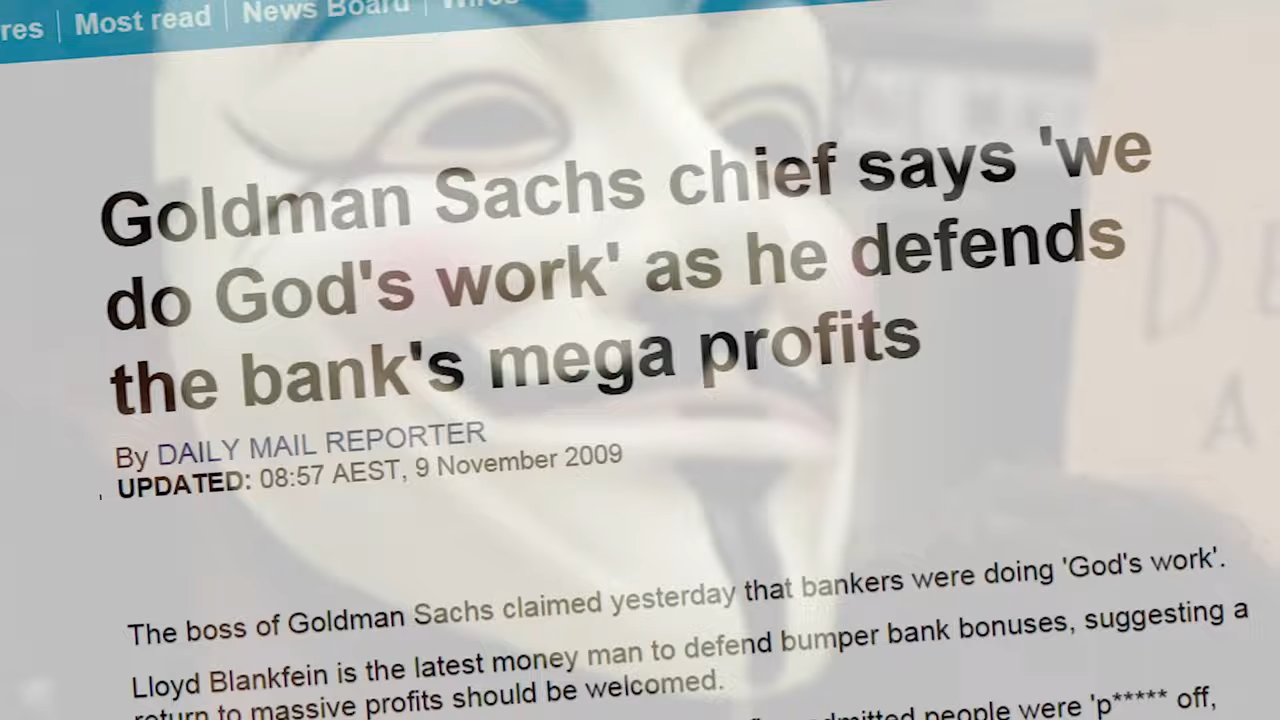 res | Most read | News Board |
Goldman Sachs chief says 'we
do God's work' as he defends
the bank's mega profits
By DAILY MAIL REPORTER
UPDATED: 08:57 AEST, 9 November 2009
The boss of Goldman Sachs claimed yesterday that bankers were doing 'God's work'.
Lloyd Blankfein is the latest money man to defend bumper bank bonuses, suggesting a
return to massive profits should be welcomed.
admitted people were 'p***** off,
D
A